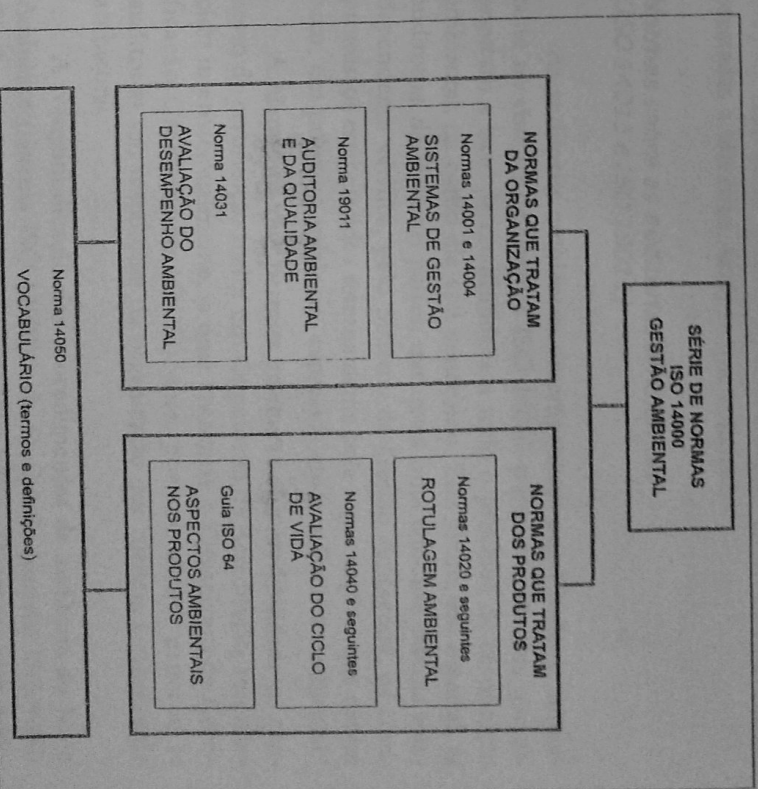 SÉRIE DE NORMAS
ISO 14000
GESTÃO AMBIENTAL
NORMAS QUE TRATAM
DA ORGANIZAÇÃO
Normas 14001 e 14004
SISTEMAS DE GESTÃO
AMBIENTAL
Norma 19011
AUDITORIA AMBIENTAL
E DA QUALIDADE
Norma 14031
AVALIAÇÃO DO
DESEMPENHO AMBIENTAL
NORMAS QUE TRATAM
DOS PRODUTOS
Normas 14020 e seguintes
ROTULAGEM AMBIENTAL
Normas 14040 e seguintes
AVALIAÇÃO DO CICLO
DE VIDA
Guia ISO 64
ASPECTOS AMBIENTAIS
NOS PRODUTOS
Norma 14050
VOCABULÁRIO (termos e definições)